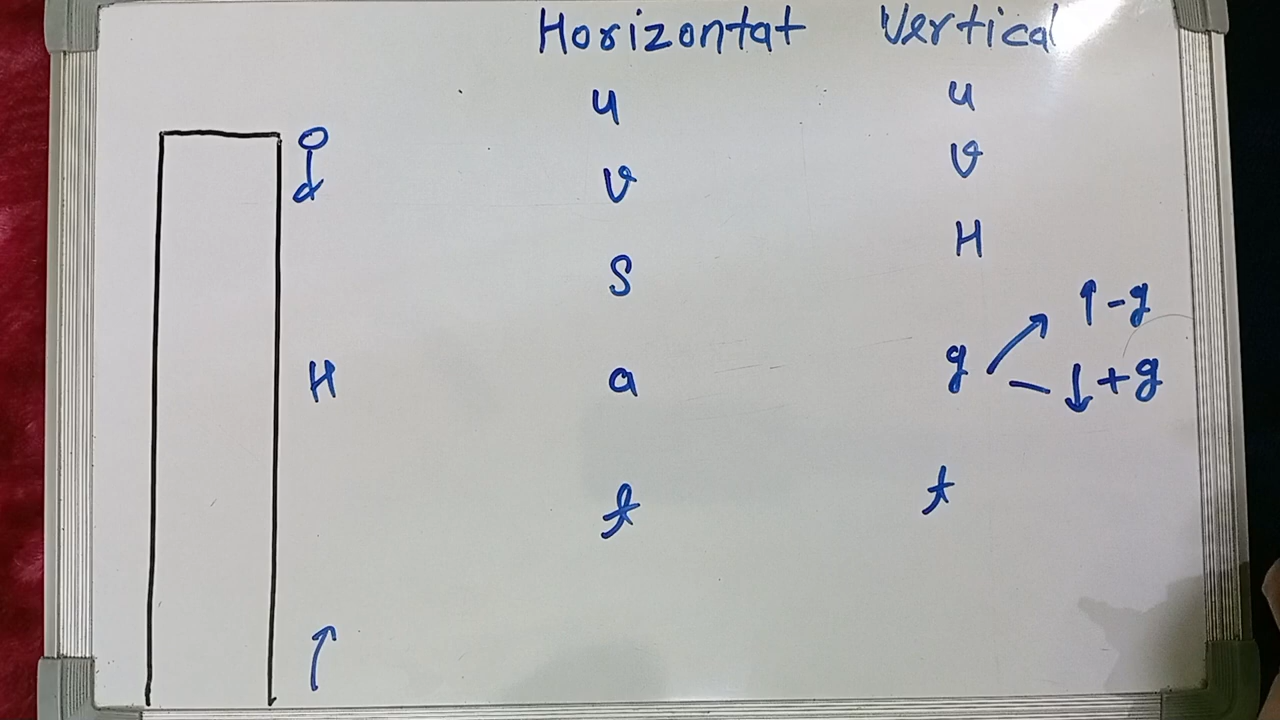 Horizontat Vertical
u u
v v
H
S
↑ -g
g ↓ +g
H a
t t
↑